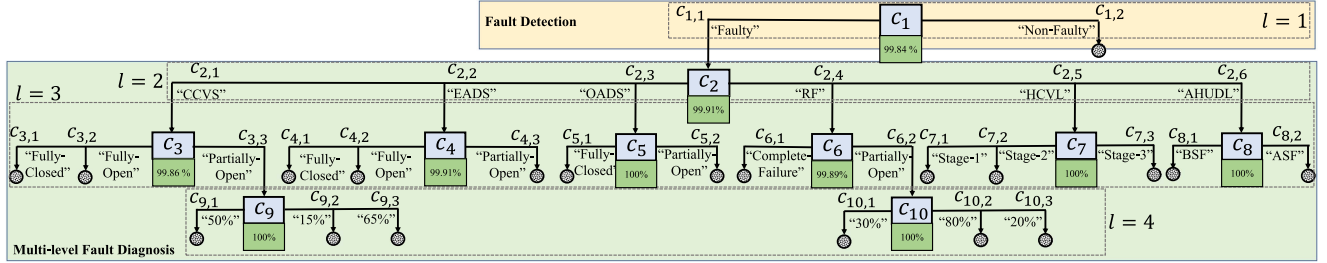 Fault Detection
c1,1
c1
c1,2
l = 1
"Faulty"
"Non-Faulty"
99.84 %
l = 2
c2,1
c2,2
c2,3
c2
c2,4
c2,5
c2,6
l = 3
"CCVS"
"EADS"
"OADS"
"RF"
"HCVL"
"AHUDL"
99.91%
c3,1
c3,2
c3
c3,3
c4,1
c4,2
c4
c4,3
c5,1
c5
c5,2
c6,1
c6
c6,2
c7,1
c7,2
c7
c7,3
c8,1
c8
c8,2
"Fully-
Closed"
"Fully-
Open"
"Partially-
Open"
"Fully-
Closed"
"Fully-
Open"
"Partially-
Open"
"Fully-
Closed"
"Partially-
Open"
"Complete-
Failure"
"Partially-
Open"
"Stage-1"
"Stage-2"
"Stage-3"
"BSF"
"ASF"
99.86 %
99.91%
100%
99.89%
100%
100%
c9,1
c9
c9,2
c9,3
c10,1
c10
c10,2
c10,3
l = 4
"50%"
"15%"
"65%"
"30%"
"80%"
"20%"
100%
100%
Multi-level Fault Diagnosis